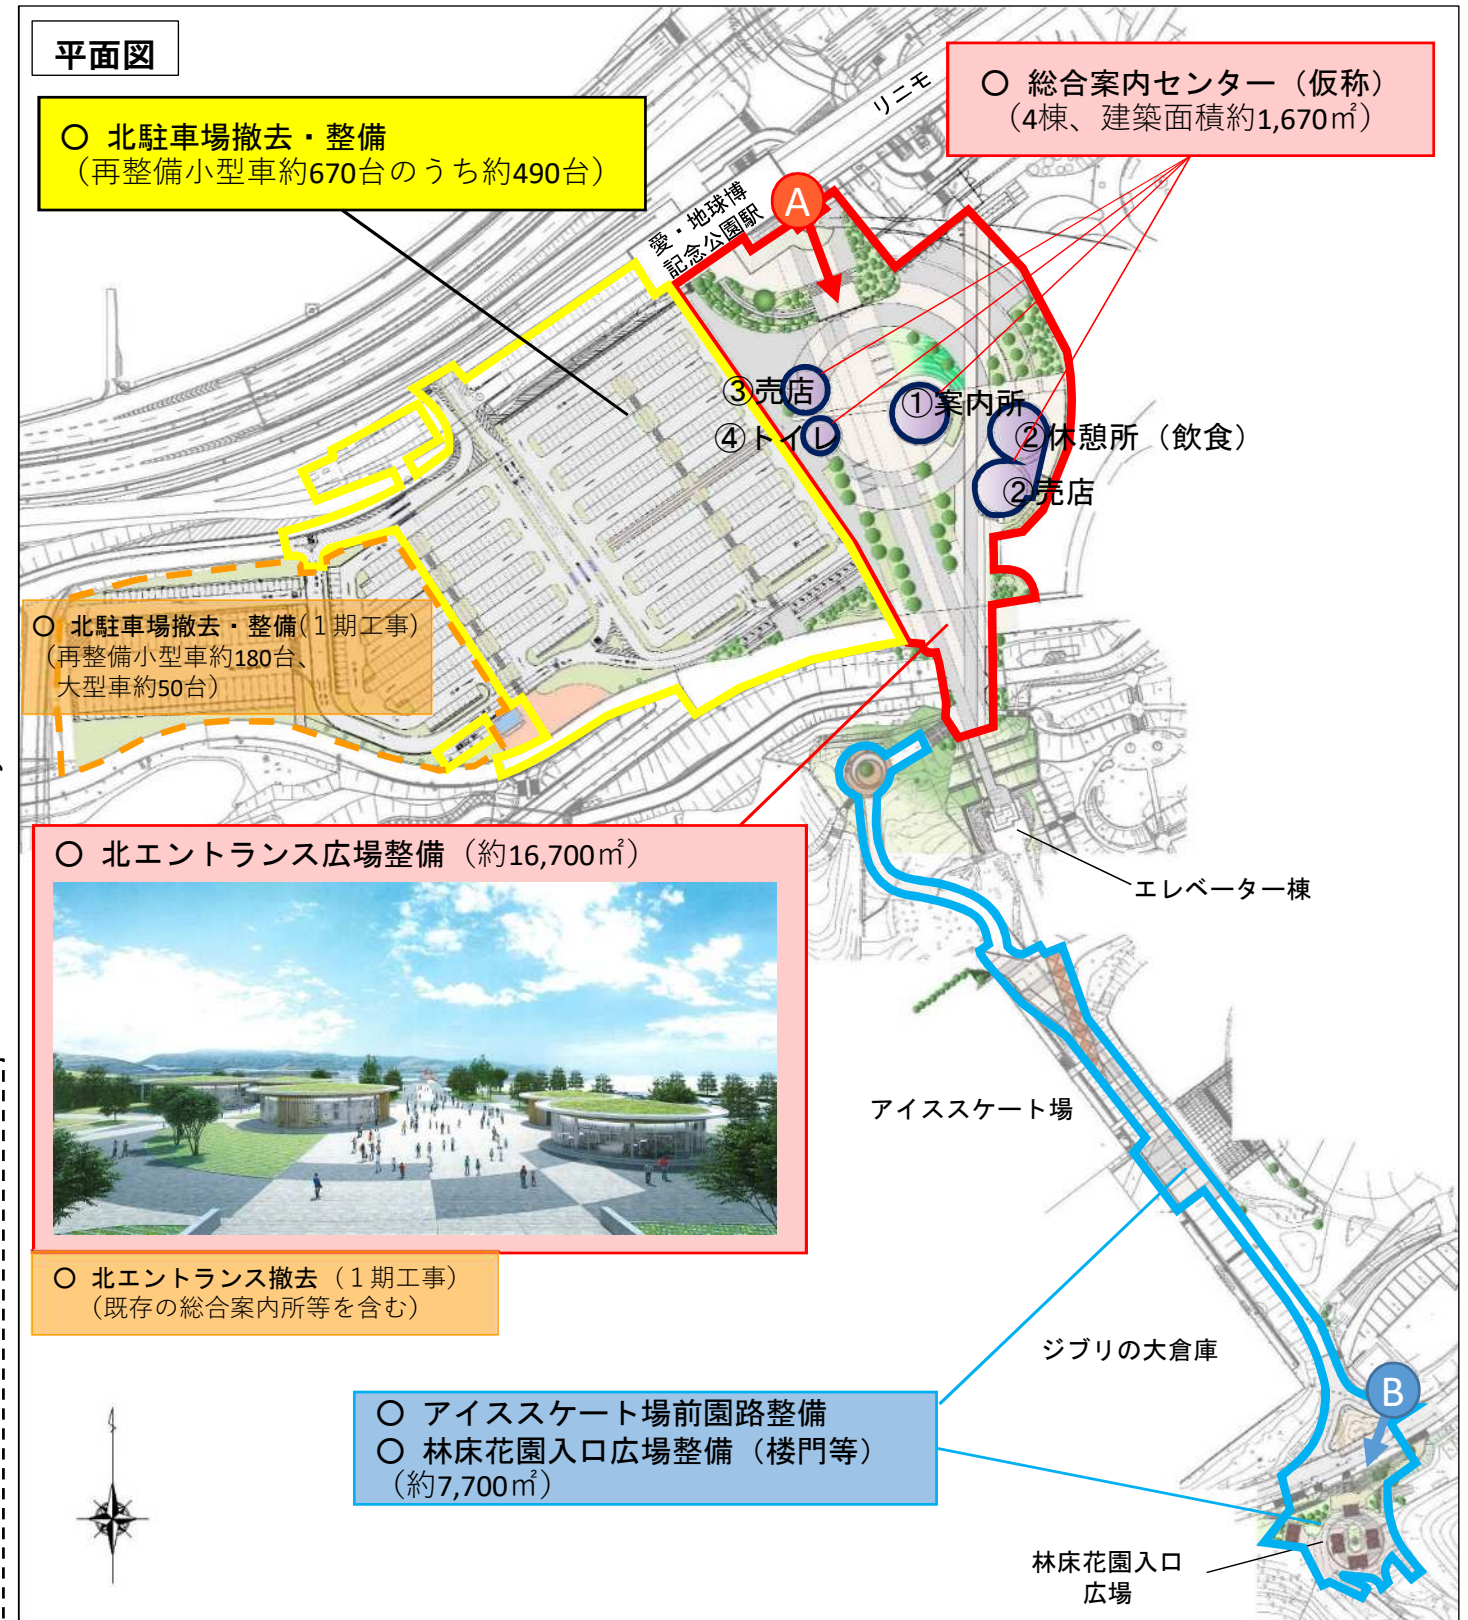 平面図
リニモ
〇 総合案内センター（仮称）
（4棟、建築面積約1,670㎡）
〇 北駐車場撤去・整備
（再整備小型車約670台のうち約490台）
A
愛・地球博
記念公園駅
③売店
①案内所
④トイレ
②休憩所（飲食）
②売店
〇 北駐車場撤去・整備(１期工事)
（再整備小型車約180台、
大型車約50台）
〇 北エントランス広場整備（約16,700㎡）
エレベーター棟
アイススケート場
〇 北エントランス撤去（１期工事）
（既存の総合案内所等を含む）
ジブリの大倉庫
B
〇 アイススケート場前園路整備
〇 林床花園入口広場整備（楼門等）
（約7,700㎡）
林床花園入口
広場